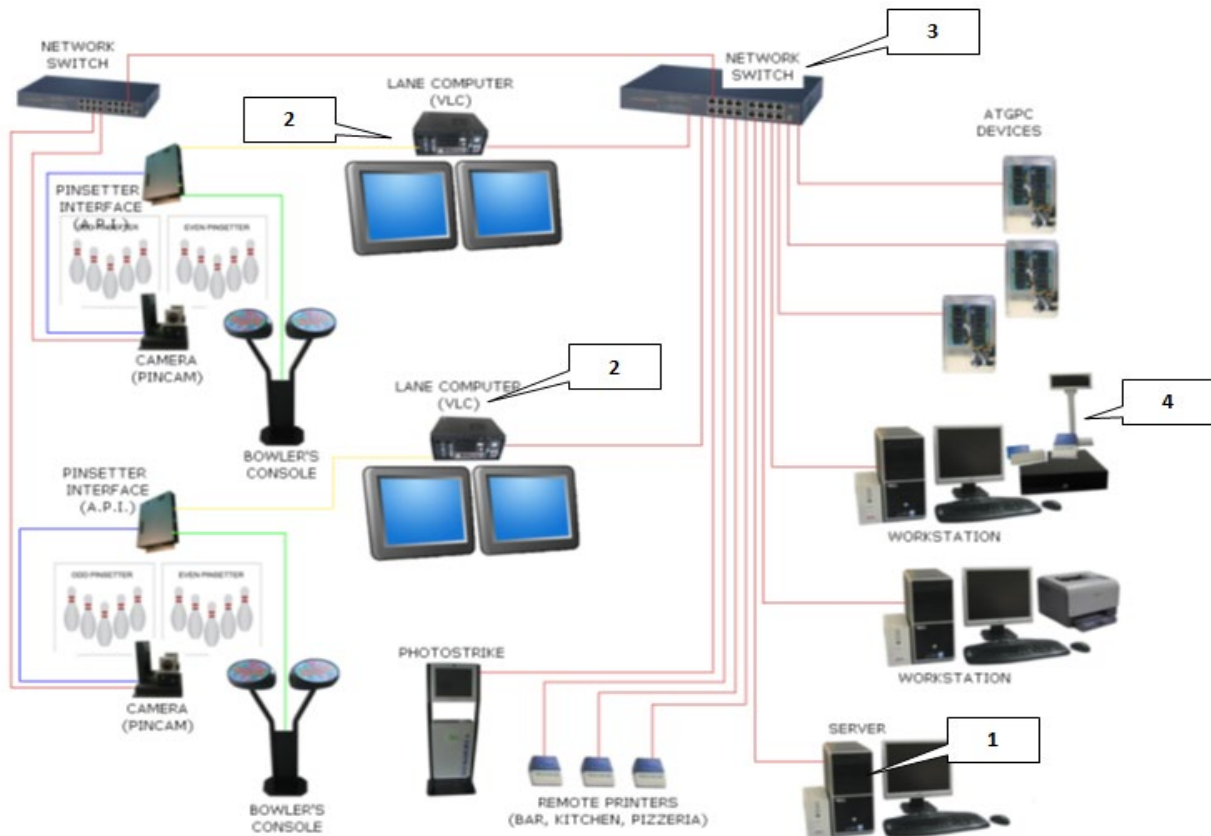 NETWORK
SWITCH
3
NETWORK
SWITCH
LANE COMPUTER
(VLC)
2
ATGPC
DEVICES
PINSETTER
INTERFACE
(A.P.I.)
ODD PINSETTER
EVEN PINSETTER
CAMERA
(PINCAM)
2
LANE COMPUTER
(VLC)
4
BOWLER'S
CONSOLE
PINSETTER
INTERFACE
(A.P.I.)
WORKSTATION
ODD PINSETTER
EVEN PINSETTER
PHOTOSTRIKE
WORKSTATION
CAMERA
(PINCAM)
SERVER
1
BOWLER'S
CONSOLE
REMOTE PRINTERS
(BAR, KITCHEN, PIZZERIA)